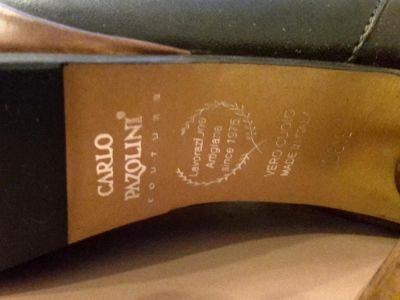 CARLO
PAZOLINI®
COUTURE
Lavorazione
Artigiana
since 1975
VERO CUOIO
MADE IN ITALY